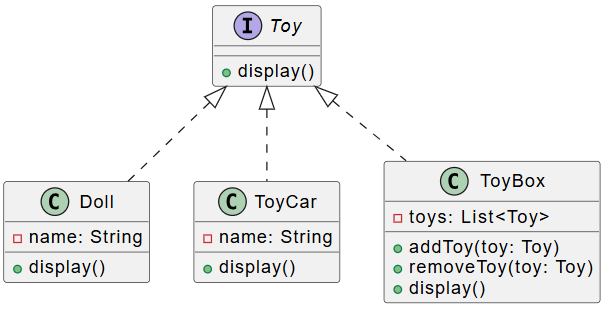 I Toy
display()
C Doll
name: String
display()
C ToyCar
name: String
display()
C ToyBox
toys: List<Toy>
addToy(toy: Toy)
removeToy(toy: Toy)
display()